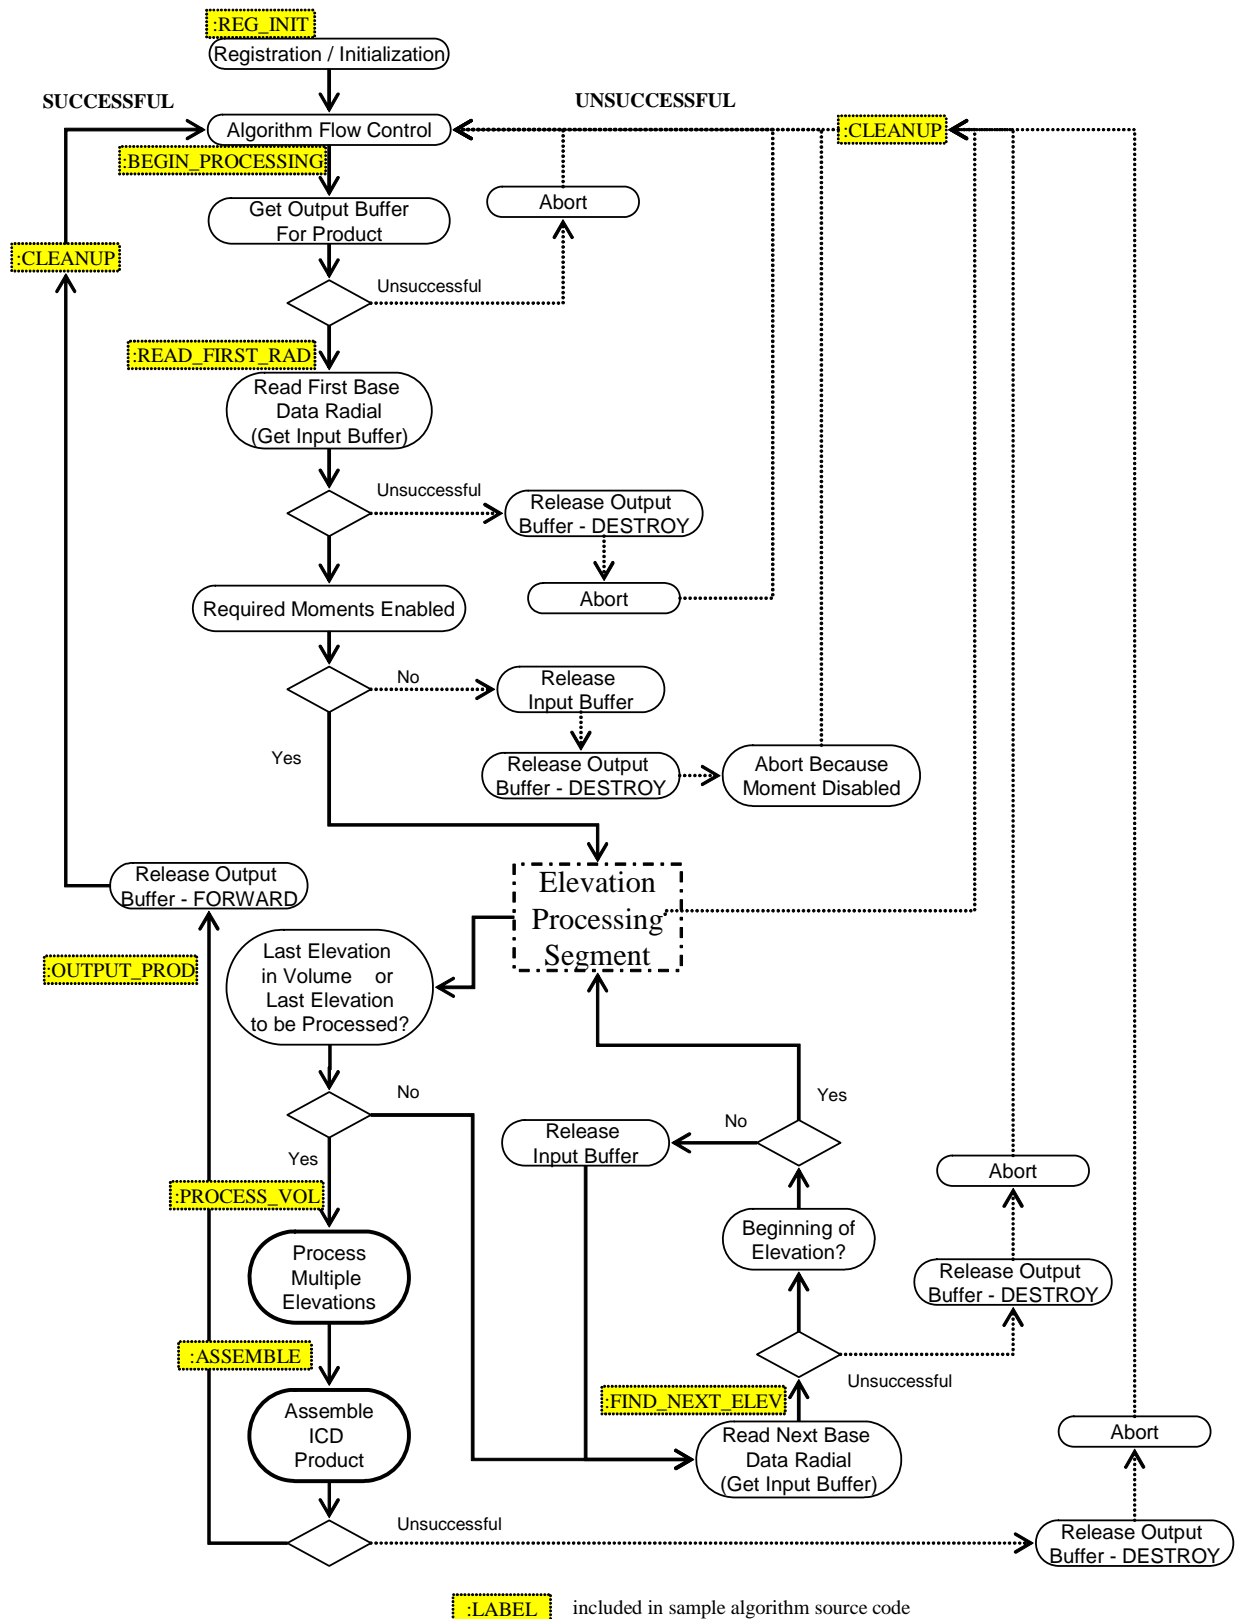 :REG_INIT
Registration / Initialization
SUCCESSFUL
UNSUCCESSFUL
Algorithm Flow Control
:CLEANUP
:BEGIN_PROCESSING
Get Output Buffer
For Product
Abort
:CLEANUP
Unsuccessful
:READ_FIRST_RAD
Read First Base
Data Radial
(Get Input Buffer)
Unsuccessful
Release Output
Buffer - DESTROY
Abort
Required Moments Enabled
No
Release
Input Buffer
Yes
Release Output
Buffer - DESTROY
Abort Because
Moment Disabled
Release Output
Buffer - FORWARD
Elevation
Processing
Segment
Last Elevation
in Volume or
Last Elevation
to be Processed?
:OUTPUT_PROD
No
Yes
Yes
No
Release
Input Buffer
Abort
:PROCESS_VOL
Beginning of
Elevation?
Process
Multiple
Elevations
Release Output
Buffer - DESTROY
:ASSEMBLE
Unsuccessful
:FIND_NEXT_ELEV
Assemble
ICD
Product
Read Next Base
Data Radial
(Get Input Buffer)
Abort
Unsuccessful
Release Output
Buffer - DESTROY
:LABEL included in sample algorithm source code